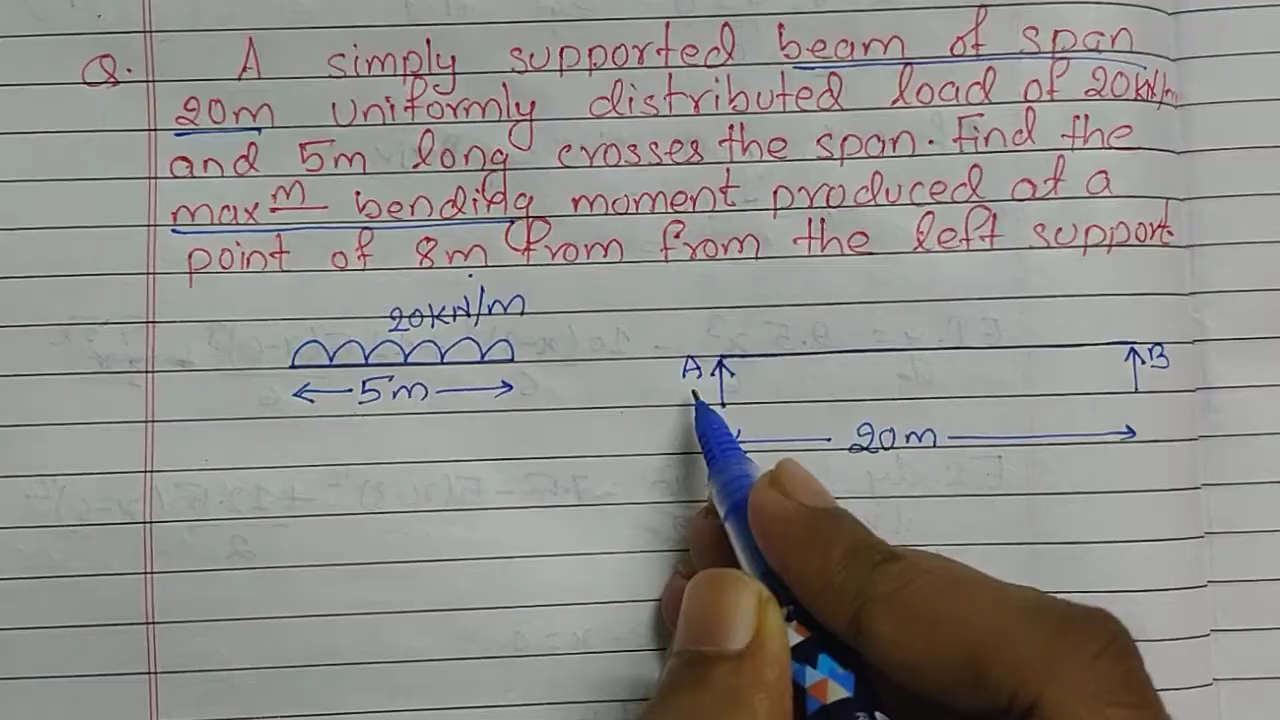 Q. A simply supported beam of span
20m uniformly distributed load of 20kN/m
and 5m long crosses the span. Find the
maxm bending moment produced at a
point of 8m from from the left support
20kN/m
5m
A
B
20m